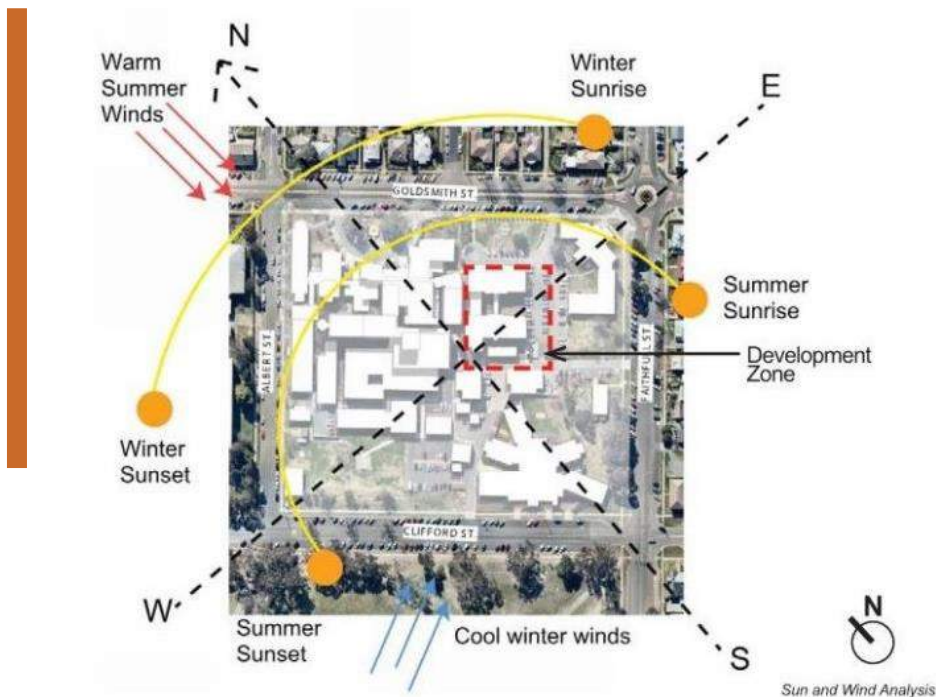 N
Warm
Summer
Winds
Winter
Sunrise
E
GOLDSMITH ST.
Summer
Sunrise
ALBERT ST.
FAITHFULL ST
Development
Zone
Winter
Sunset
CLIFFORD ST.
W
Summer
Sunset
Cool winter winds
S
N
Sun and Wind Analysis